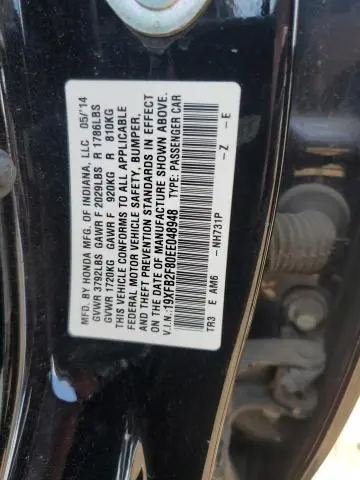 MFD. BY HONDA MFG. OF INDIANA, LLC 05/'14
GVWR 3792LBS GAWR F 2029LBS R 1786LBS
GVWR 1720KG GAWR F 920KG R 810KG
THIS VEHICLE CONFORMS TO ALL APPLICABLE
FEDERAL MOTOR VEHICLE SAFETY, BUMPER,
AND THEFT PREVENTION STANDARDS IN EFFECT
ON THE DATE OF MANUFACTURE SHOWN ABOVE.
V.I.N.:19XFB2F80EE048948 TYPE: PASSENGER CAR
TR3 E AM6 -NH731P -Z -E